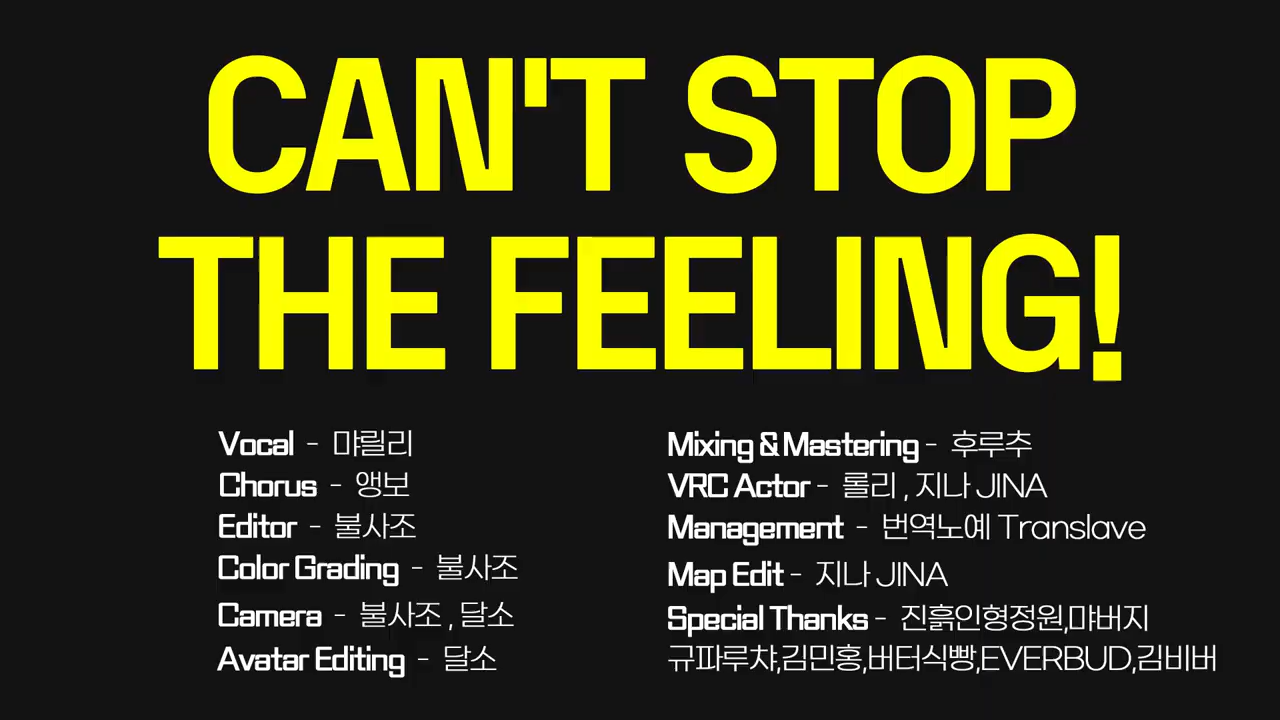 CAN'T STOP
THE FEELING!
Vocal - 먀릴리
Chorus - 앵보
Editor - 불사조
Color Grading - 불사조
Camera - 불사조 , 달소
Avatar Editing - 달소
Mixing & Mastering - 후루추
VRC Actor - 롤리 , 지나 JINA
Management - 번역노예 Translave
Map Edit - 지나 JINA
Special Thanks - 진흙인형정원,먀버지
규파루챠,김민홍,버터식빵,EVERBUD,김비버